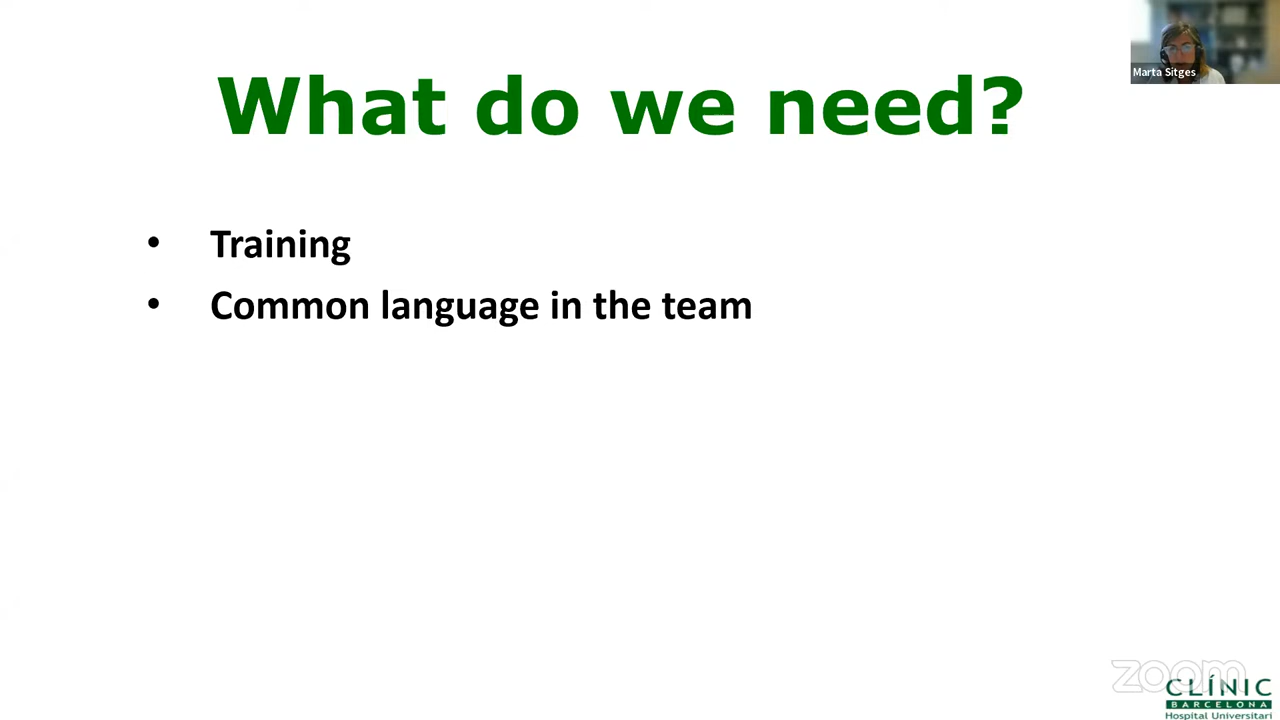 What do we need?
Marta Sitges
• Training
• Common language in the team
zoom
CLÍNIC
BARCELONA
Hospital Universitari